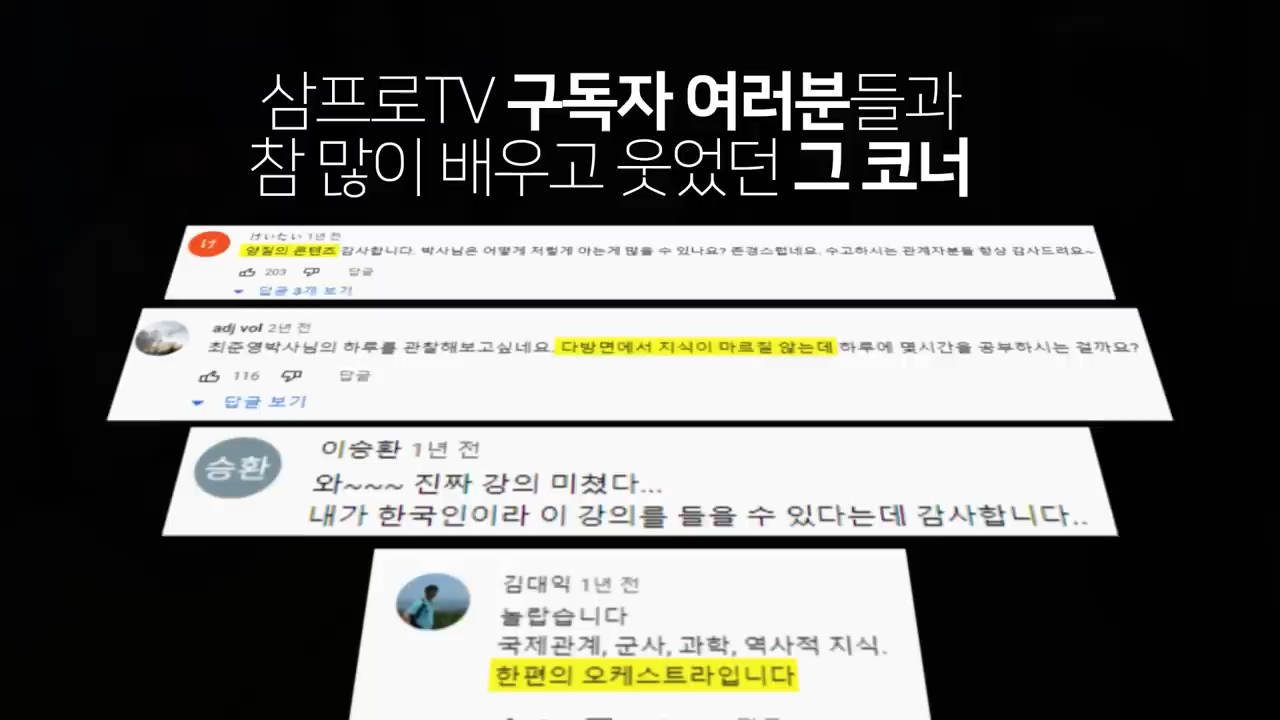 삼프로TV 구독자 여러분들과
참 많이 배우고 웃었던 그 코너
け
けいたい 1년 전
양질의 콘텐츠 감사합니다. 박사님은 어떻게 저렇게 아는게 많을 수 있나요? 존경스럽네요. 수고하시는 관계자분들 항상 감사드려요~
203 답글
답글 3개 보기
adj vol 2년 전
최준영박사님의 하루를 관찰해보고싶네요. 다방면에서 지식이 마르질 않는데 하루에 몇시간을 공부하시는 걸까요?
116 답글
답글 보기
승환
이승환 1년 전
와~~~ 진짜 강의 미쳤다...
내가 한국인이라 이 강의를 들을 수 있다는데 감사합니다..
김대익 1년 전
놀랍습니다
국제관계, 군사, 과학, 역사적 지식.
한편의 오케스트라입니다